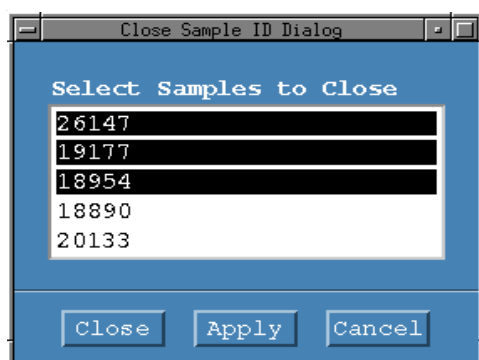 Close Sample ID Dialog
Select Samples to Close
26147
19177
18954
18890
20133
Close Apply Cancel